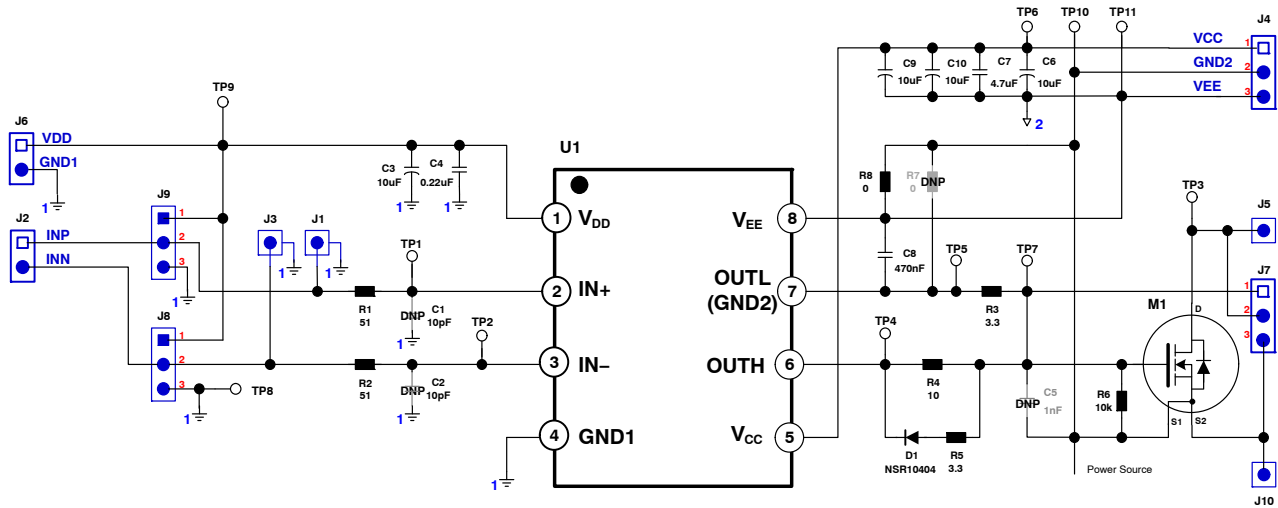 TP6
TP10
TP11
J4
VCC
1
GND2
2
VEE
3
C9
10uF
C10
10uF
C7
4.7uF
C6
10uF
2
TP9
J6
VDD
GND1
1
J2
INP
INN
J9
1
2
3
1
J3
1
J1
1
C3
10uF
C4
0.22uF
1
1
TP1
R1
51
DNP
C1
10pF
1
TP2
J8
1
2
3
1
TP8
R2
51
DNP
C2
10pF
1
1
U1
1
VDD
2
IN+
3
IN–
4
GND1
VEE
8
OUTL
(GND2)
7
OUTH
6
VCC
5
R8
0
R7
0
DNP
C8
470nF
TP5
TP7
R3
3.3
TP4
R4
10
D1
NSR10404
R5
3.3
C5
DNP
1nF
R6
10k
TP3
J5
J7
1
2
3
M1
D
S1
S2
Power Source
J10